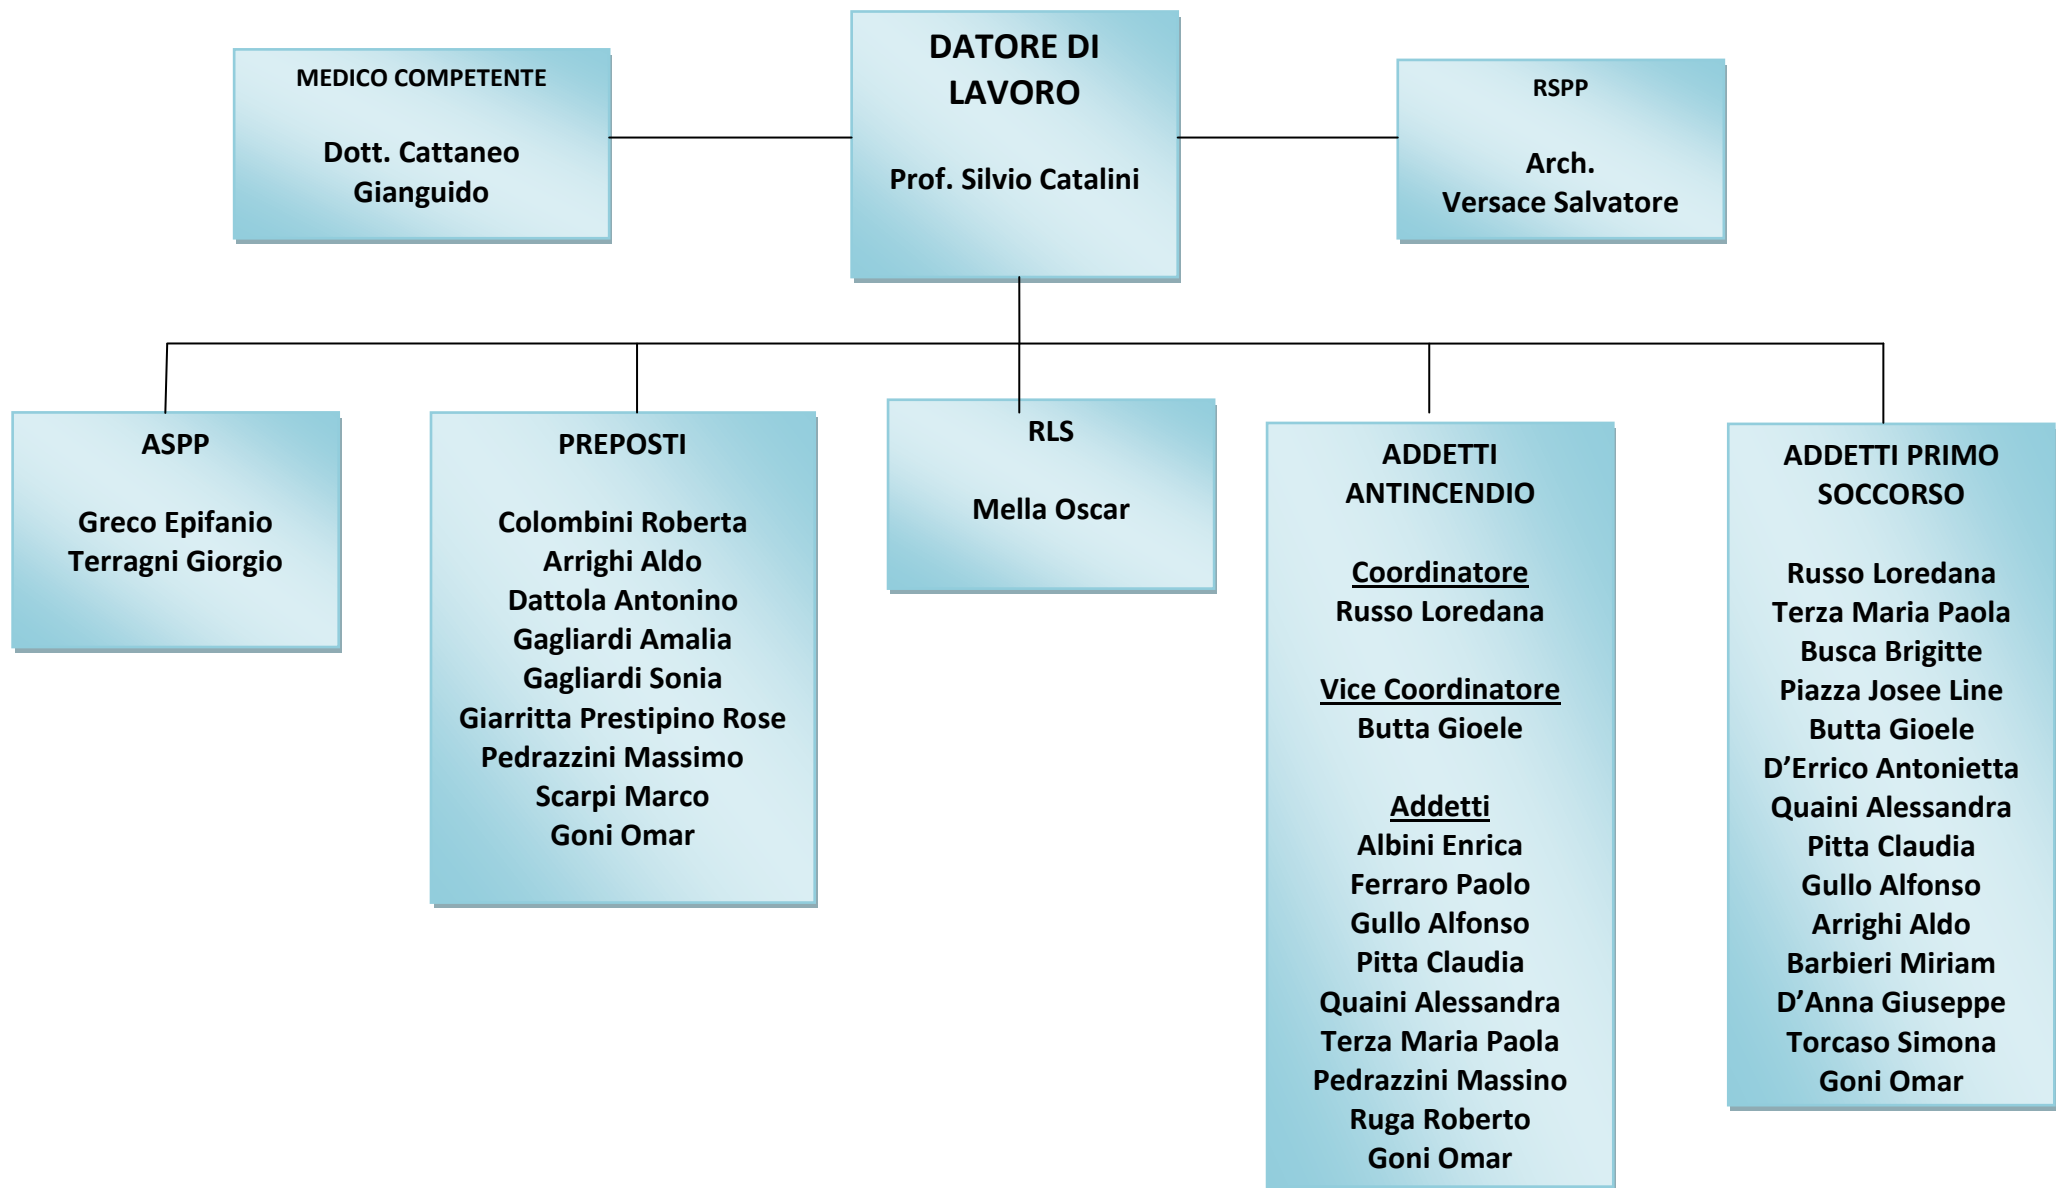 MEDICO COMPETENTE
Dott. Cattaneo
Gianguido
DATORE DI
LAVORO
Prof. Silvio Catalini
RSPP
Arch.
Versace Salvatore
ASPP
Greco Epifanio
Terragni Giorgio
PREPOSTI
Colombini Roberta
Arrighi Aldo
Dattola Antonino
Gagliardi Amalia
Gagliardi Sonia
Giarritta Prestipino Rose
Pedrazzini Massimo
Scarpi Marco
Goni Omar
RLS
Mella Oscar
ADDETTI
ANTINCENDIO
Coordinatore
Russo Loredana
Vice Coordinatore
Butta Gioele
Addetti
Albini Enrica
Ferraro Paolo
Gullo Alfonso
Pitta Claudia
Quaini Alessandra
Terza Maria Paola
Pedrazzini Massino
Ruga Roberto
Goni Omar
ADDETTI PRIMO
SOCCORSO
Russo Loredana
Terza Maria Paola
Busca Brigitte
Piazza Josee Line
Butta Gioele
D’Errico Antonietta
Quaini Alessandra
Pitta Claudia
Gullo Alfonso
Arrighi Aldo
Barbieri Miriam
D’Anna Giuseppe
Torcaso Simona
Goni Omar